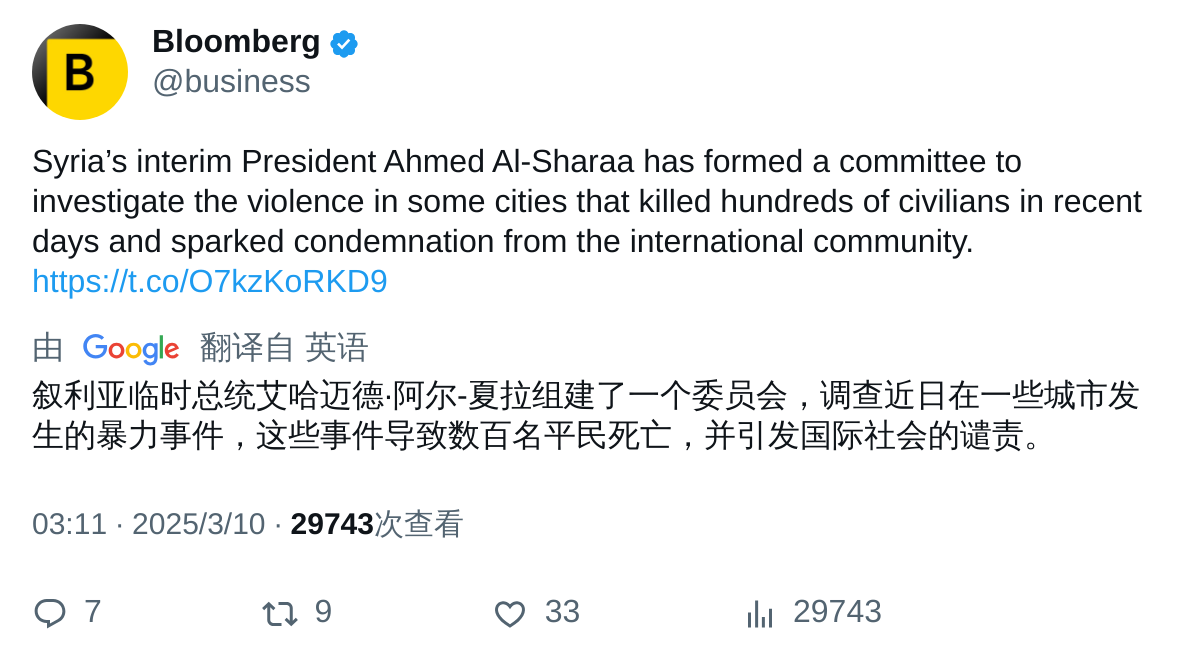 B
Bloomberg
@business
Syria’s interim President Ahmed Al-Sharaa has formed a committee to
investigate the violence in some cities that killed hundreds of civilians in recent
days and sparked condemnation from the international community.
https://t.co/O7kzKoRKD9
由 Google 翻译自 英语
叙利亚临时总统艾哈迈德·阿尔-夏拉组建了一个委员会，调查近日在一些城市发
生的暴力事件，这些事件导致数百名平民死亡，并引发国际社会的谴责。
03:11 · 2025/3/10 · 29743次查看
7 9 33 29743